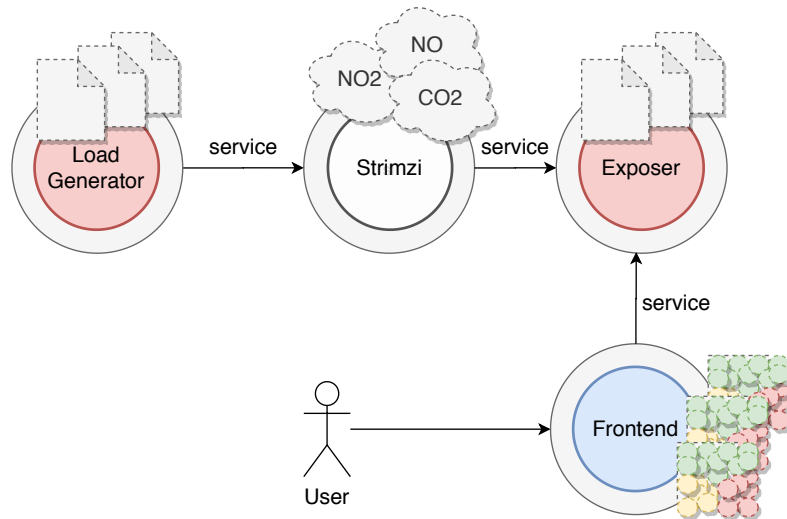 NO
NO2
CO2
service
service
Load
Generator
Strimzi
Exposer
service
Frontend
User